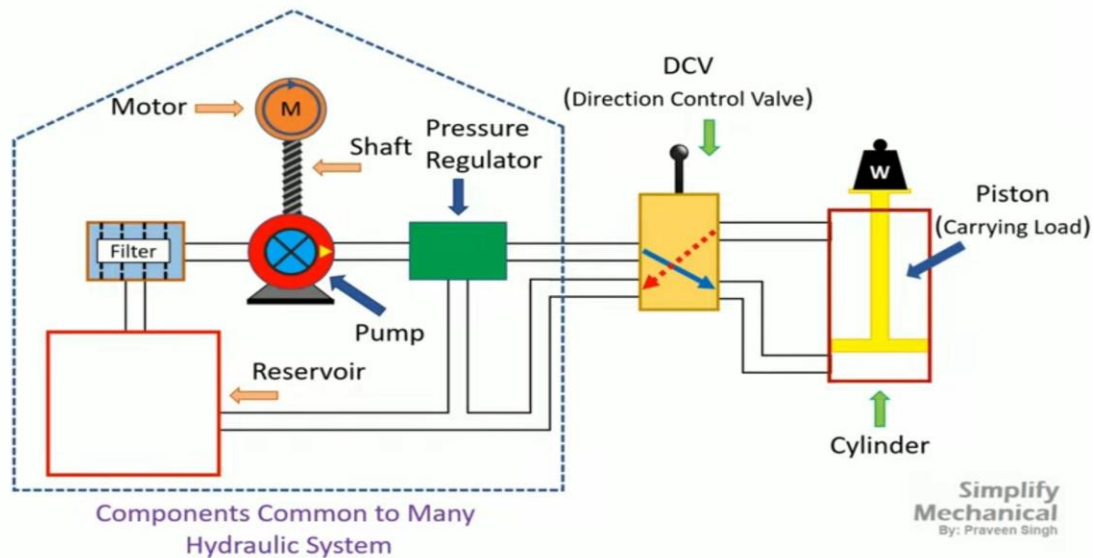 DCV
(Direction Control Valve)
Motor
M
Shaft
Pressure
Regulator
W
Piston
(Carrying Load)
Filter
Pump
Reservoir
Cylinder
Components Common to Many
Hydraulic System
Simplify
Mechanical
By: Praveen Singh